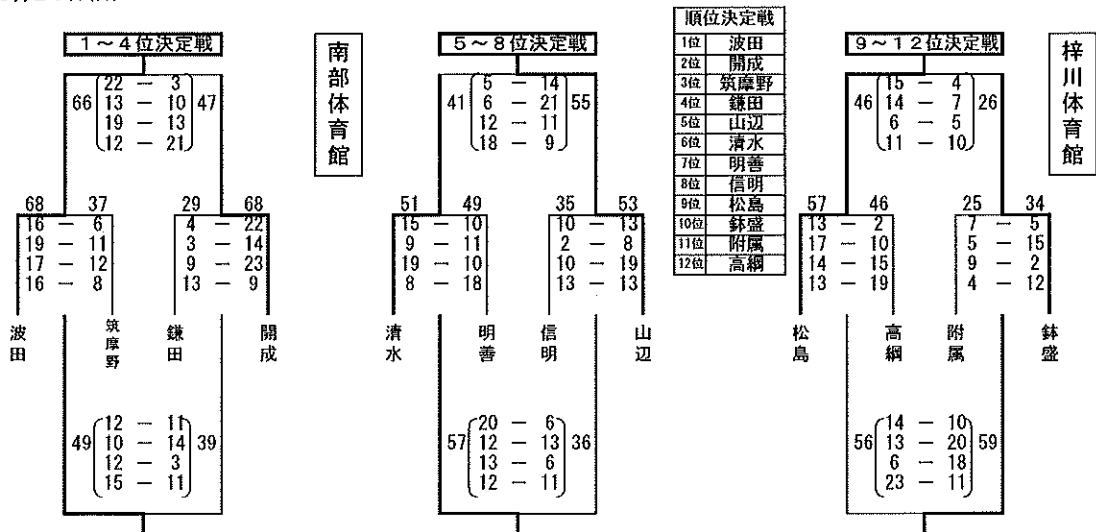 1～4位決定戦
22 － 3
66 13 － 10 47
19 － 13
12 － 21
68 37 29 68
16 － 6 4 － 22
19 － 11 3 － 14
17 － 12 9 － 23
16 － 8 13 － 9
波田 筑摩野 鎌田 開成
12 － 11
49 10 － 14 39
12 － 3
15 － 11
南部体育館
5～8位決定戦
5 － 14
41 6 － 21 55
12 － 11
18 － 9
51 49 35 53
15 － 10 10 － 13
9 － 11 2 － 8
19 － 10 10 － 19
8 － 18 13 － 13
清水 明善 信明 山辺
20 － 6
57 12 － 13 36
13 － 6
12 － 11
順位決定戦
1位 波田
2位 開成
3位 筑摩野
4位 鎌田
5位 山辺
6位 清水
7位 明善
8位 信明
9位 松島
10位 鉢盛
11位 附属
12位 高綱
9～12位決定戦
15 － 4
46 14 － 7 26
6 － 5
11 － 10
57 46 25 34
13 － 2 7 － 5
17 － 10 5 － 15
14 － 15 9 － 2
13 － 19 4 － 12
松島 高綱 附属 鉢盛
14 － 10
56 13 － 20 59
6 － 18
23 － 11
梓川体育館